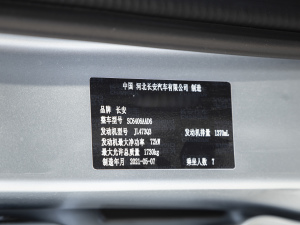 中国 河北长安汽车有限公司 制造
品牌 长安
整车型号 SC6408AAD6
发动机型号 JL473Q3 发动机排量 1370mL
发动机最大净功率 72kW
最大允许总质量 1730kg
制造年月 2021-05-07 乘坐人数 7